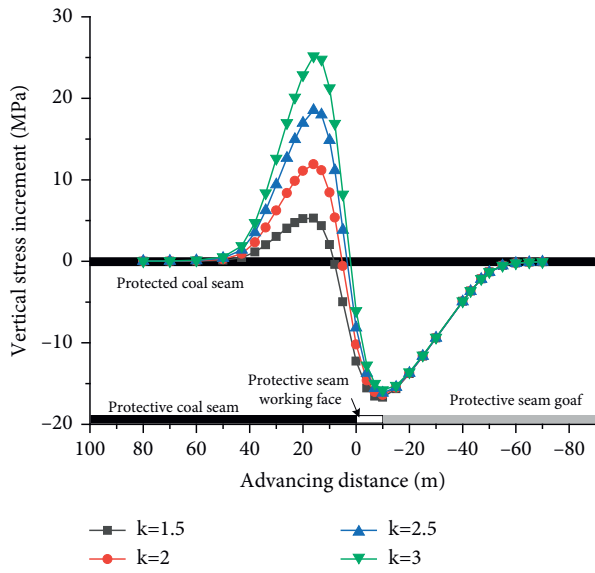 Vertical stress increment (MPa)
30
20
10
0
−10
−20
Protected coal seam
Protective seam
working face
Protective coal seam
Protective seam goaf
100 80 60 40 20 0 −20 −40 −60 −80
Advancing distance (m)
k=1.5 k=2.5
k=2 k=3